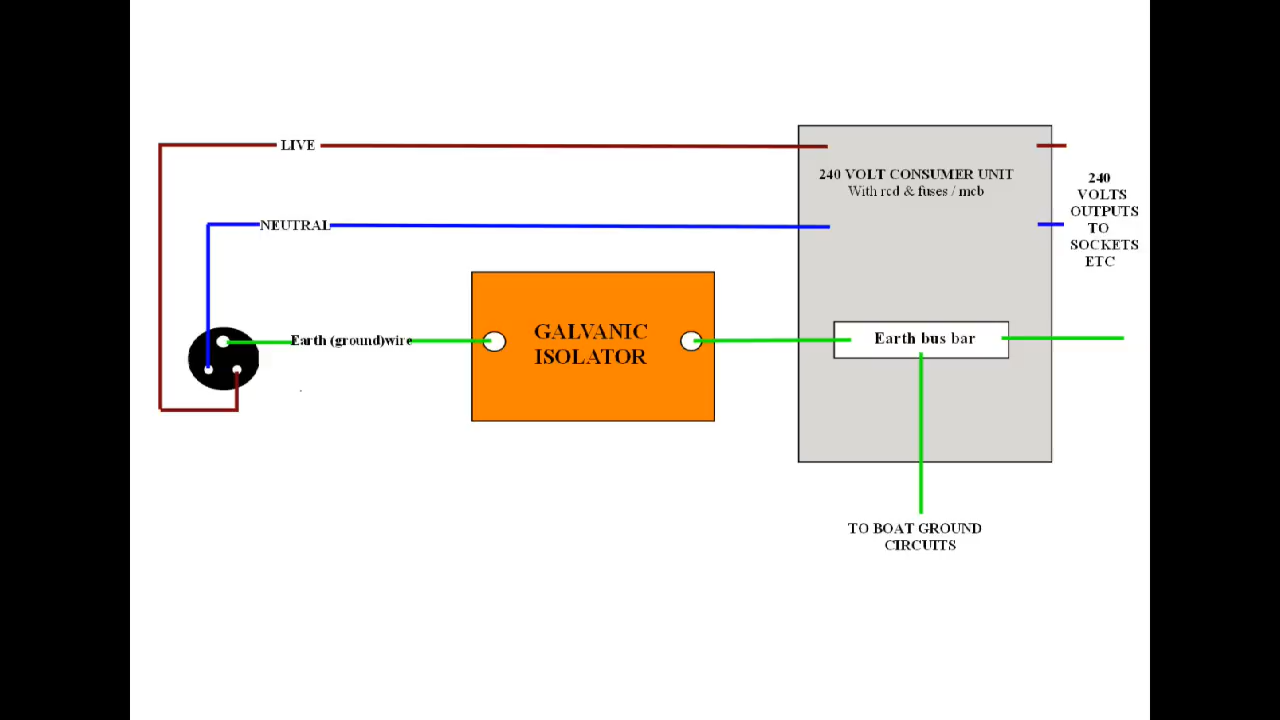 LIVE
240 VOLT CONSUMER UNIT
With rcd & fuses / mcb
240
VOLTS
OUTPUTS
TO
SOCKETS
ETC
NEUTRAL
GALVANIC
ISOLATOR
Earth (ground)wire
Earth bus bar
TO BOAT GROUND
CIRCUITS